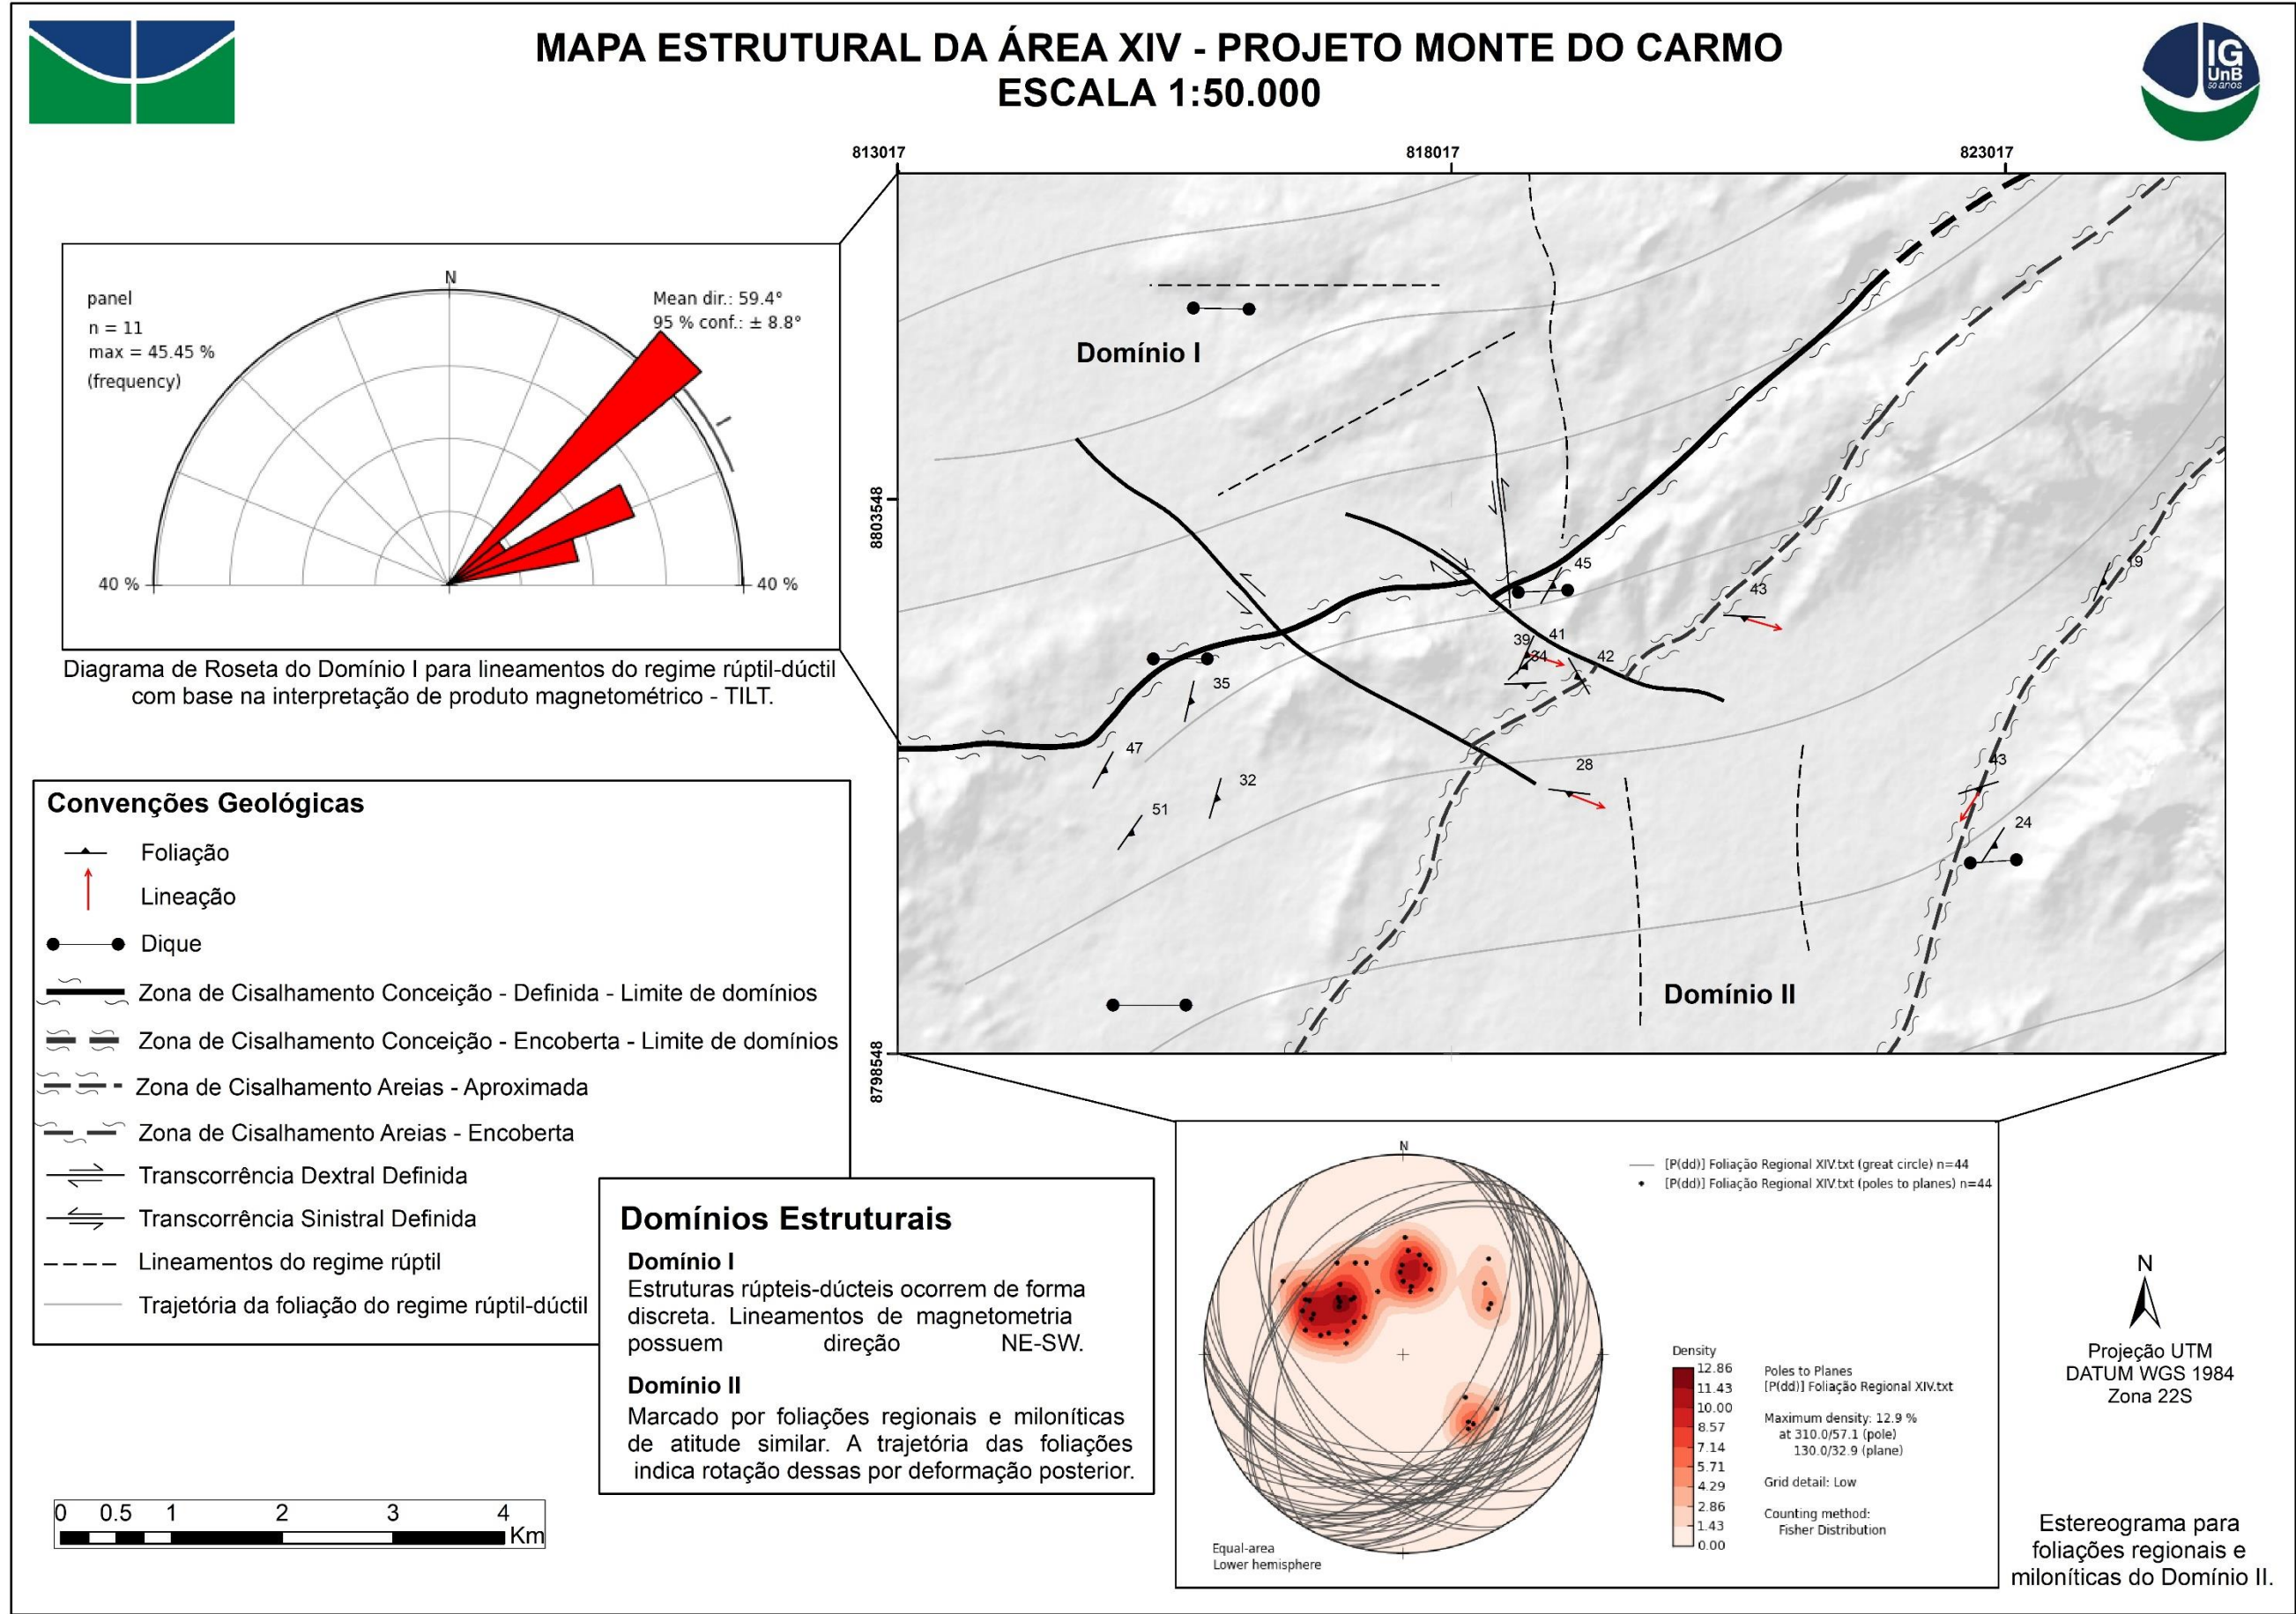 MAPA ESTRUTURAL DA ÁREA XIV - PROJETO MONTE DO CARMO
ESCALA 1:50.000
IG
UnB
50 anos
813017
818017
823017
8803548
8798548
N
panel
n = 11
max = 45.45 %
(frequency)
Mean dir.: 59.4°
95 % conf.: ± 8.8°
40 %
40 %
Diagrama de Roseta do Domínio I para lineamentos do regime rúptil-dúctil
com base na interpretação de produto magnetométrico - TILT.
Domínio I
45
43
19
39
41
34
42
35
47
32
51
28
43
24
Domínio II
Convenções Geológicas
Foliação
Lineação
Dique
Zona de Cisalhamento Conceição - Definida - Limite de domínios
Zona de Cisalhamento Conceição - Encoberta - Limite de domínios
Zona de Cisalhamento Areias - Aproximada
Zona de Cisalhamento Areias - Encoberta
Transcorrência Dextral Definida
Transcorrência Sinistral Definida
Lineamentos do regime rúptil
Trajetória da foliação do regime rúptil-dúctil
Domínios Estruturais
Domínio I
Estruturas rúpteis-dúcteis ocorrem de forma
discreta. Lineamentos de magnetometria
possuem direção NE-SW.
Domínio II
Marcado por foliações regionais e miloníticas
de atitude similar. A trajetória das foliações
indica rotação dessas por deformação posterior.
0 0.5 1 2 3 4
Km
N
[P(dd)] Foliação Regional XIV.txt (great circle) n=44
[P(dd)] Foliação Regional XIV.txt (poles to planes) n=44
Density
12.86
11.43
10.00
8.57
7.14
5.71
4.29
2.86
1.43
0.00
Poles to Planes
[P(dd)] Foliação Regional XIV.txt
Maximum density: 12.9 %
at 310.0/57.1 (pole)
130.0/32.9 (plane)
Grid detail: Low
Counting method:
Fisher Distribution
Equal-area
Lower hemisphere
N
Projeção UTM
DATUM WGS 1984
Zona 22S
Estereograma para
foliações regionais e
miloníticas do Domínio II.